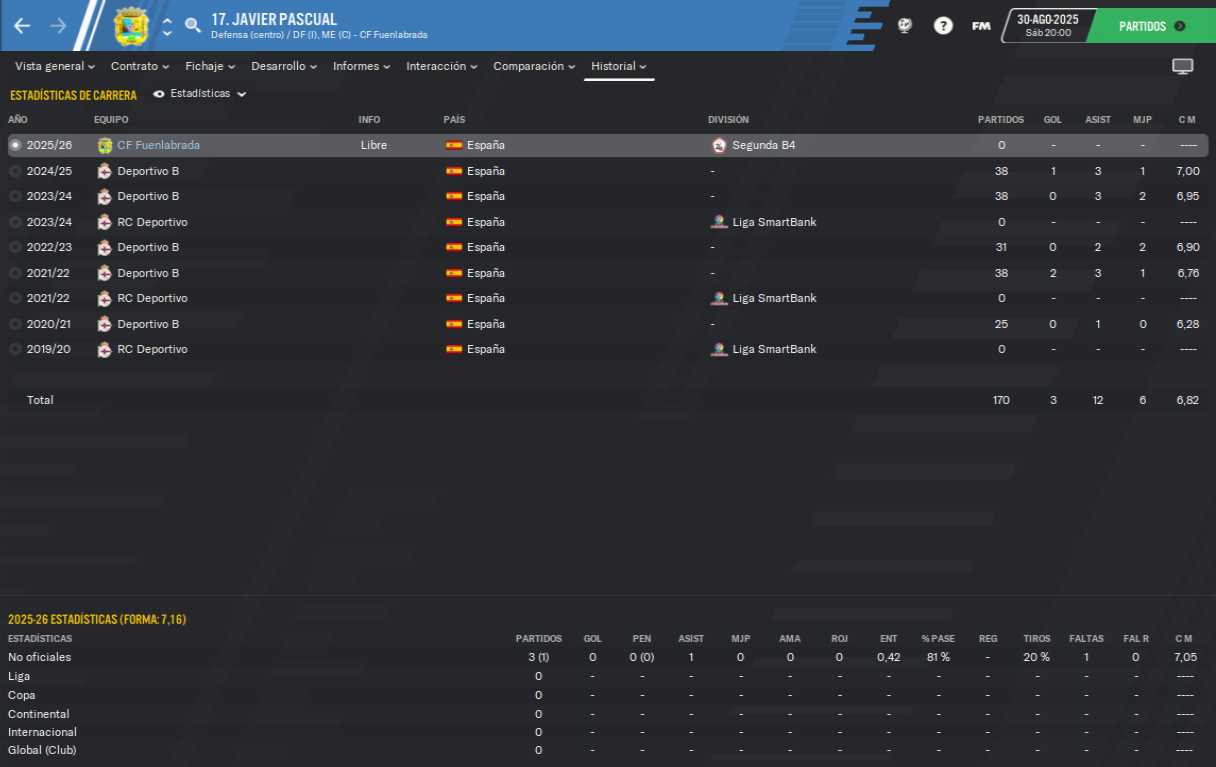 17. JAVIER PASCUAL
Defensa (centro) / DF (I), ME (C) - CF Fuenlabrada
FM
30-AGO-2025
Sáb 20:00
PARTIDOS
Vista general Contrato Fichaje Desarrollo Informes Interacción Comparación Historial
ESTADÍSTICAS DE CARRERA Estadísticas
AÑO EQUIPO INFO PAÍS DIVISIÓN PARTIDOS GOL ASIST MJP C M
2025/26 CF Fuenlabrada Libre España Segunda B4 0 - - - ----
2024/25 Deportivo B España - 38 1 3 1 7,00
2023/24 Deportivo B España - 38 0 3 2 6,95
2023/24 RC Deportivo España Liga SmartBank 0 - - - ----
2022/23 Deportivo B España - 31 0 2 2 6,90
2021/22 Deportivo B España - 38 2 3 1 6,76
2021/22 RC Deportivo España Liga SmartBank 0 - - - ----
2020/21 Deportivo B España - 25 0 1 0 6,28
2019/20 RC Deportivo España Liga SmartBank 0 - - - ----
Total 170 3 12 6 6,82
2025-26 ESTADÍSTICAS (FORMA: 7,16)
ESTADÍSTICAS PARTIDOS GOL PEN ASIST MJP AMA ROJ ENT % PASE REG TIROS FALTAS FAL R C M
No oficiales 3 (1) 0 0 (0) 1 0 0 0 0,42 81 % - 20 % 1 0 7,05
Liga 0 - - - - - - - - - - - - ----
Copa 0 - - - - - - - - - - - - ----
Continental 0 - - - - - - - - - - - - ----
Internacional 0 - - - - - - - - - - - - ----
Global (Club) 0 - - - - - - - - - - - - ----